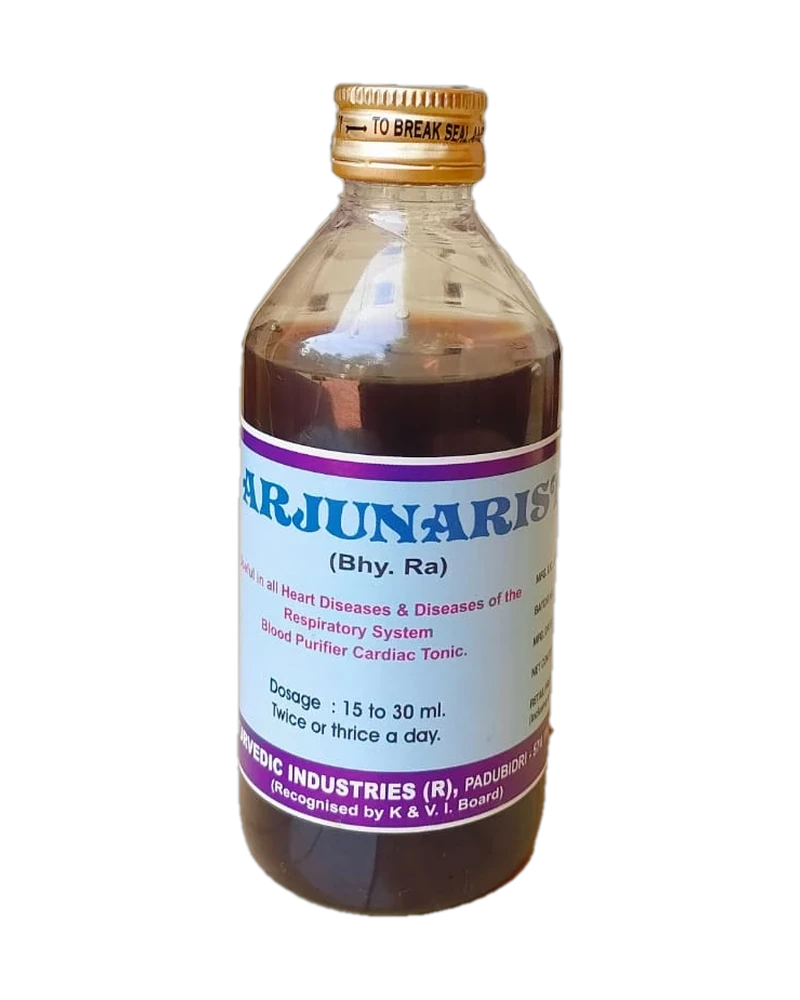 TO BREAK SEAL
ARJUNARIS
(Bhy. Ra)
in all Heart Diseases & Diseases of the
Respiratory System
Blood Purifier Cardiac Tonic.
Dosage : 15 to 30 ml.
Twice or thrice a day.
INDUSTRIES (R), PADUBIDRI -
(Recognised by K & V. I. Board)